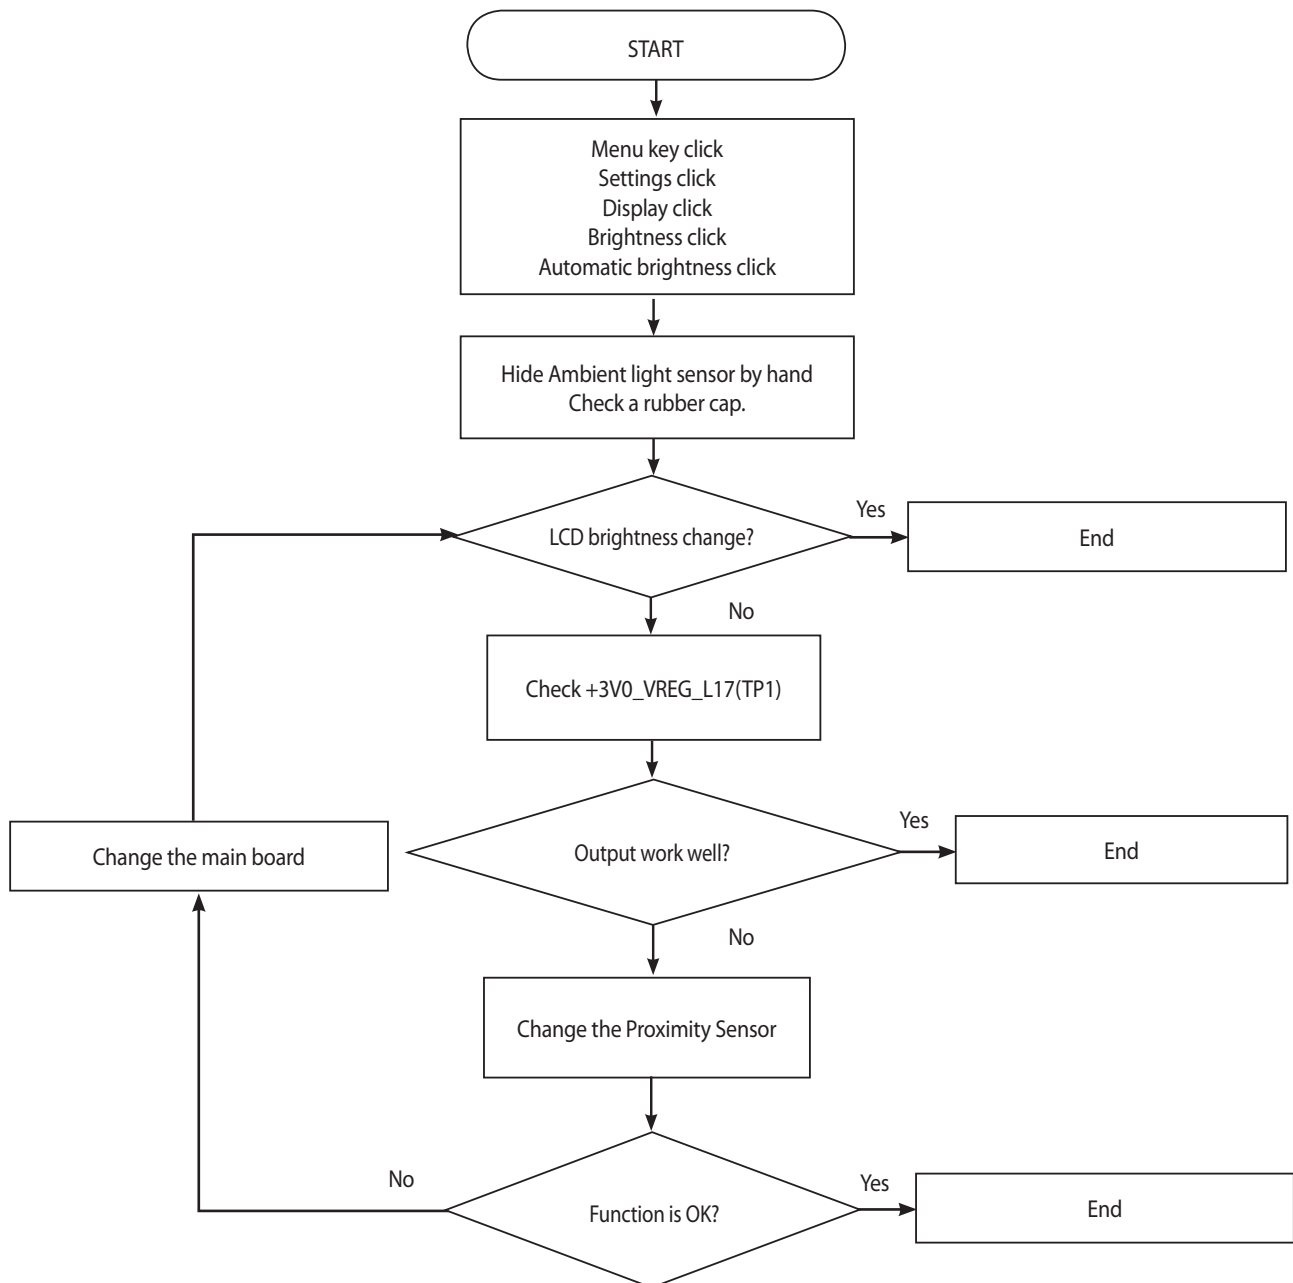 START
Menu key click
Settings click
Display click
Brightness click
Automatic brightness click
Hide Ambient light sensor by hand
Check a rubber cap.
LCD brightness change?
Yes
End
No
Check +3V0_VREG_L17(TP1)
Change the main board
Output work well?
Yes
End
No
Change the Proximity Sensor
No
Function is OK?
Yes
End